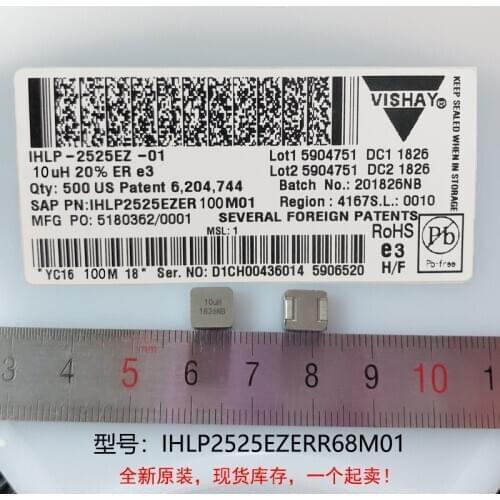 VISHAY®
KEEP SEALED WHEN IN STORAGE
IHLP-2525EZ -01
10uH 20% ER e3
Qty: 500 US Patent 6,204,744
SAP PN:IHLP2525EZER100M01
MFG PO: 5180362/0001
Lot1 5904751 DC1 1826
Lot2 5904751 DC2 1826
Batch No.: 201826NB
Region : 4167S.L.: 0010
SEVERAL FOREIGN PATENTS
MSL: 1
RoHS
e3
H/F
Pb
Pb-free
"YC16 100M 18" Ser. NO: D1CH00436014 5906520
10uH
1826NB
mm
3 4 5 6 7 8 9 10 11
型号：IHLP2525EZERR68M01
全新原装，现货库存，一个起卖！